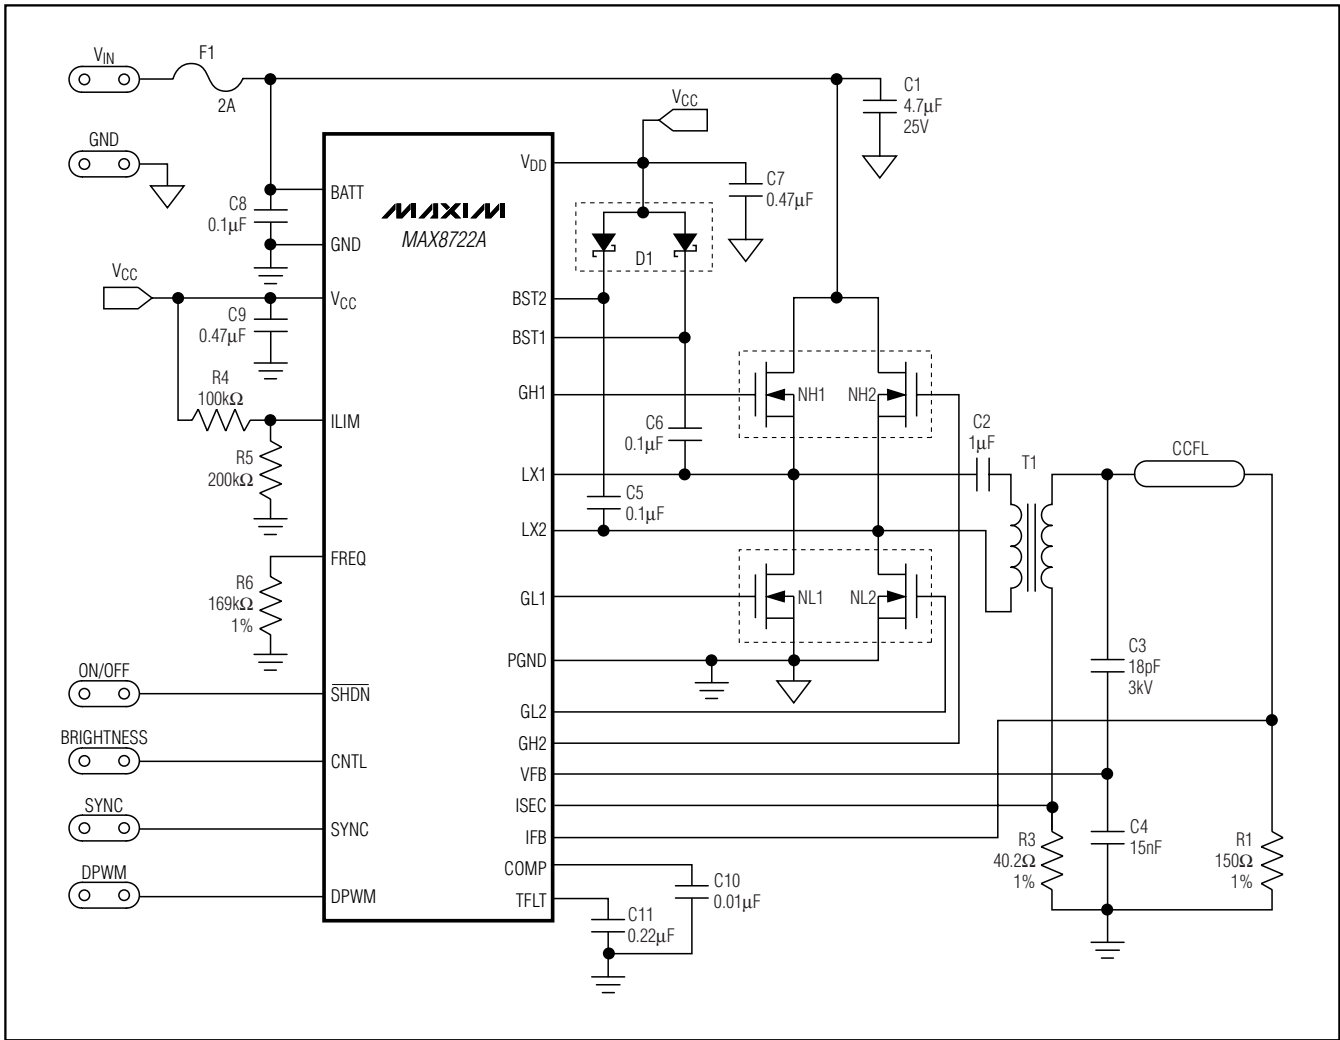 VIN
F1
2A
GND
C8
0.1µF
VCC
C9
0.47µF
R4
100kΩ
R5
200kΩ
R6
169kΩ
1%
ON/OFF
BRIGHTNESS
SYNC
DPWM
BATT
GND
VCC
ILIM
FREQ
SHDN
CNTL
SYNC
DPWM
MAXIM
MAX8722A
VDD
BST2
BST1
GH1
LX1
LX2
GL1
PGND
GL2
GH2
VFB
ISEC
IFB
COMP
TFLT
VCC
C7
0.47µF
D1
C1
4.7µF
25V
C6
0.1µF
C5
0.1µF
NH1
NH2
NL1
NL2
C2
1µF
T1
CCFL
C3
18pF
3kV
C4
15nF
R3
40.2Ω
1%
R1
150Ω
1%
C10
0.01µF
C11
0.22µF